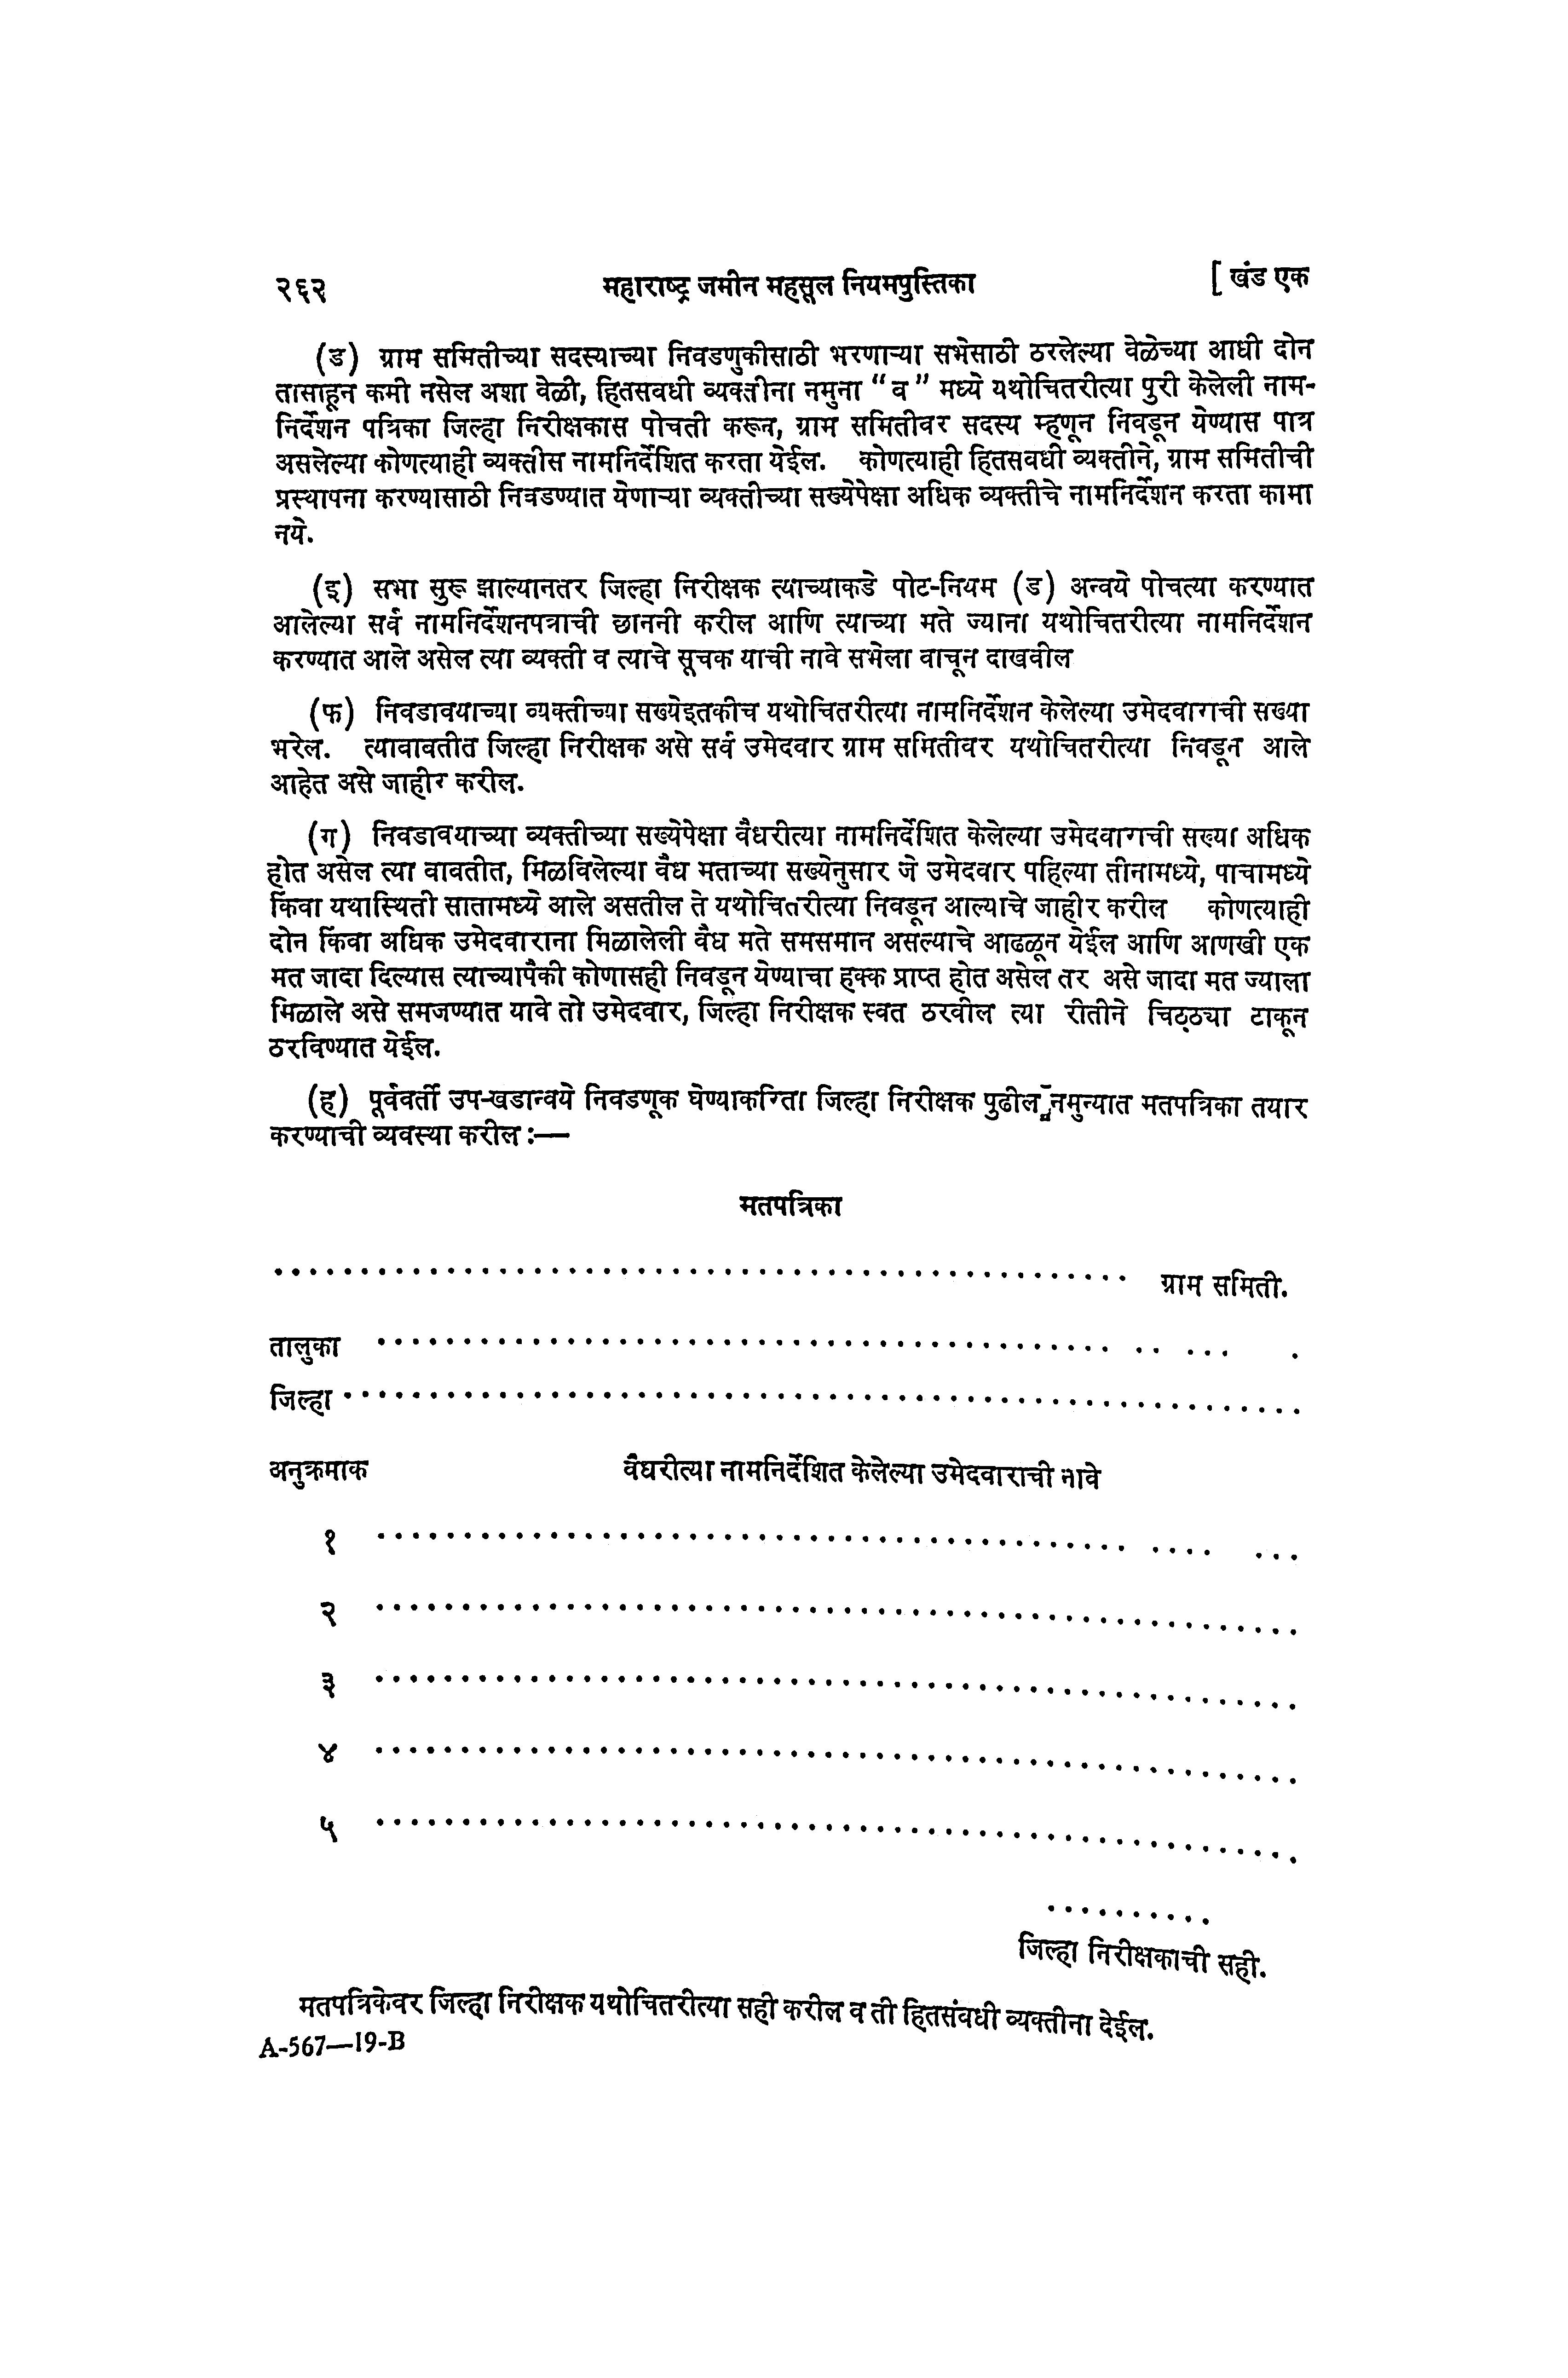 २६२ महाराष्ट्र जमीन महसूल नियमपुस्तिका [ खंड एक
(ड) ग्राम समितीच्या सदस्याच्या निवडणुकीसाठी भरणाऱ्या सभेसाठी ठरलेल्या वेळेच्या आधी दोन
तासाहून कमी नसेल अशा वेळी, हितसवधी व्यक्तीना नमुना “ व ” मध्ये यथोचितरीत्या पुरी केलेली नाम-
निर्देशन पत्रिका जिल्हा निरीक्षकास पोचती करून, ग्राम समितीवर सदस्य म्हणून निवडून येण्यास पात्र
असलेल्या कोणत्याही व्यक्तीस नामनिर्देशित करता येईल. कोणत्याही हितसवधी व्यक्तीने, ग्राम समितीची
प्रस्थापना करण्यासाठी निवडण्यात येणाऱ्या व्यक्तीच्या सख्येपेक्षा अधिक व्यक्तीचे नामनिर्देशन करता कामा
नये.
(इ) सभा सुरू झाल्यानतर जिल्हा निरीक्षक त्याच्याकडे पोट-नियम (ड) अन्वये पोचत्या करण्यात
आलेल्या सर्व नामनिर्देशनपत्राची छाननी करील आणि त्याच्या मते ज्याना यथोचितरीत्या नामनिर्देशन
करण्यात आले असेल त्या व्यक्ती व त्याचे सूचक याची नावे सभेला वाचून दाखवील
(फ) निवडावयाच्या व्यक्तीच्या सख्येइतकीच यथोचितरीत्या नामनिर्देशन केलेल्या उमेदवाराची सख्या
भरेल. त्यावावतीत जिल्हा निरीक्षक असे सर्व उमेदवार ग्राम समितीवर यथोचितरीत्या निवडून आले
आहेत असे जाहीर करील.
(ग) निवडावयाच्या व्यक्तीच्या सख्येपेक्षा वैधरीत्या नामनिर्देशित केलेल्या उमेदवाराची सख्या अधिक
होत असेल त्या वावतीत, मिळविलेल्या वैध मताच्या सख्येनुसार जे उमेदवार पहिल्या तीनामध्ये, पाचामध्ये
किंवा यथास्थिती सातामध्ये आले असतील ते यथोचितरीत्या निवडून आल्याचे जाहीर करील कोणत्याही
दोन किंवा अधिक उमेदवाराना मिळालेली वैध मते समसमान असल्याचे आढळून येईल आणि आणखी एक
मत जादा दिल्यास त्याच्यापैकी कोणासही निवडून येण्याचा हक्क प्राप्त होत असेल तर असे जादा मत ज्याला
मिळाले असे समजण्यात यावे तो उमेदवार, जिल्हा निरीक्षक स्वत ठरवील त्या रीतीने चिठ्ठ्या टाकून
ठरविण्यात येईल.
(ह) पूर्ववर्ती उप-खडान्वये निवडणूक घेण्याकरिता जिल्हा निरीक्षक पुढील नमुन्यात मतपत्रिका तयार
करण्याची व्यवस्था करील :—
मतपत्रिका
.................................................. ग्राम समिती.
तालुका ..................................................
जिल्हा ..................................................
अनुक्रमाक वैधरीत्या नामनिर्देशित केलेल्या उमेदवाराची नावे
१ ..................................................
२ ..................................................
३ ..................................................
४ ..................................................
५ ..................................................
..........
जिल्हा निरीक्षकाची सही.
मतपत्रिकेवर जिल्हा निरीक्षक यथोचितरीत्या सही करील व ती हितसंवधी व्यक्तीना देईल.
A-567—19-B